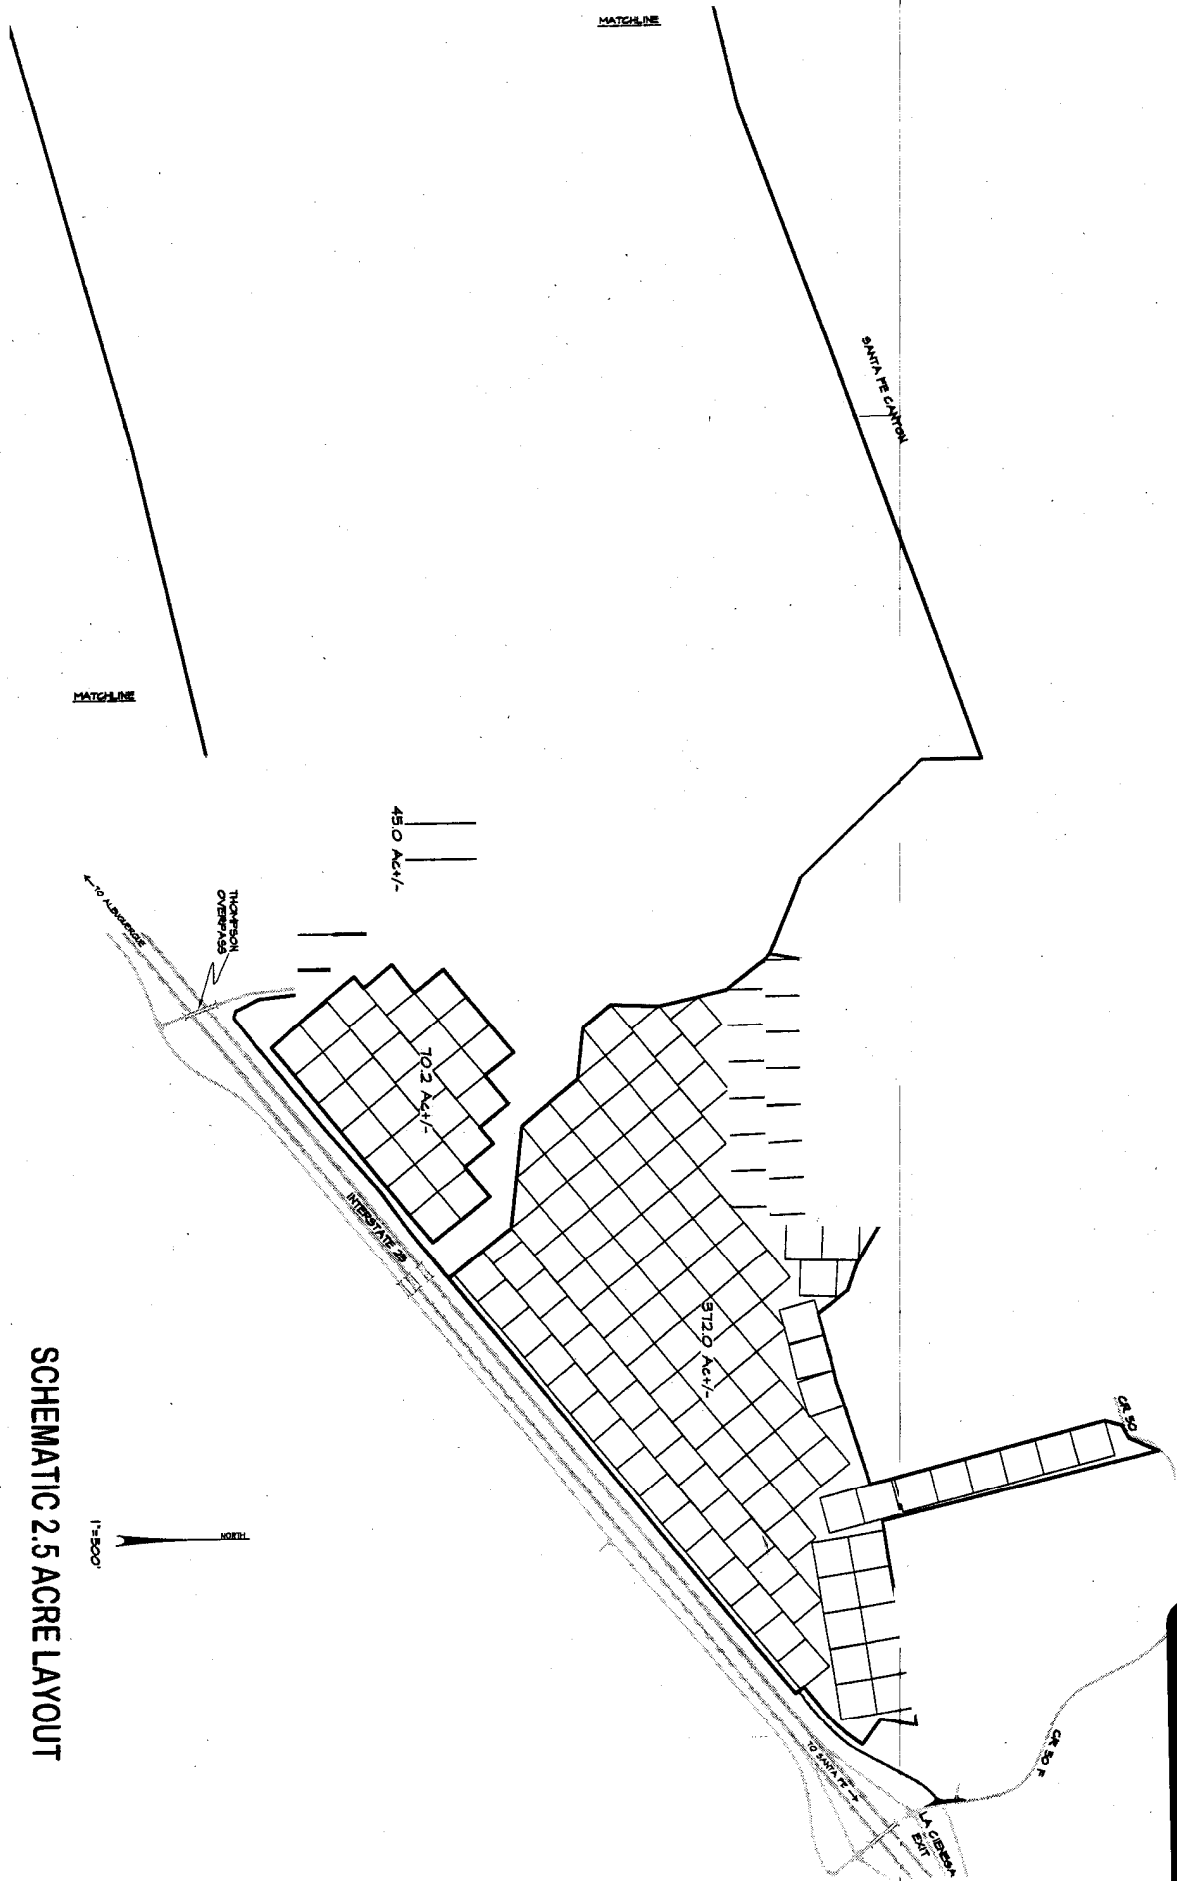 MATCHLINE
SANTA FE CANYON
MATCHLINE
45.0 Ac+/-
TO ALBUQUERQUE
THOMPSON
OVERPASS
70.2 Ac+/-
INTERSTATE 25
372.0 Ac+/-
CR 50
CR 50 F
TO SANTA FE
LA CIENEGA
EXIT
NORTH
1"=500'
SCHEMATIC 2.5 ACRE LAYOUT